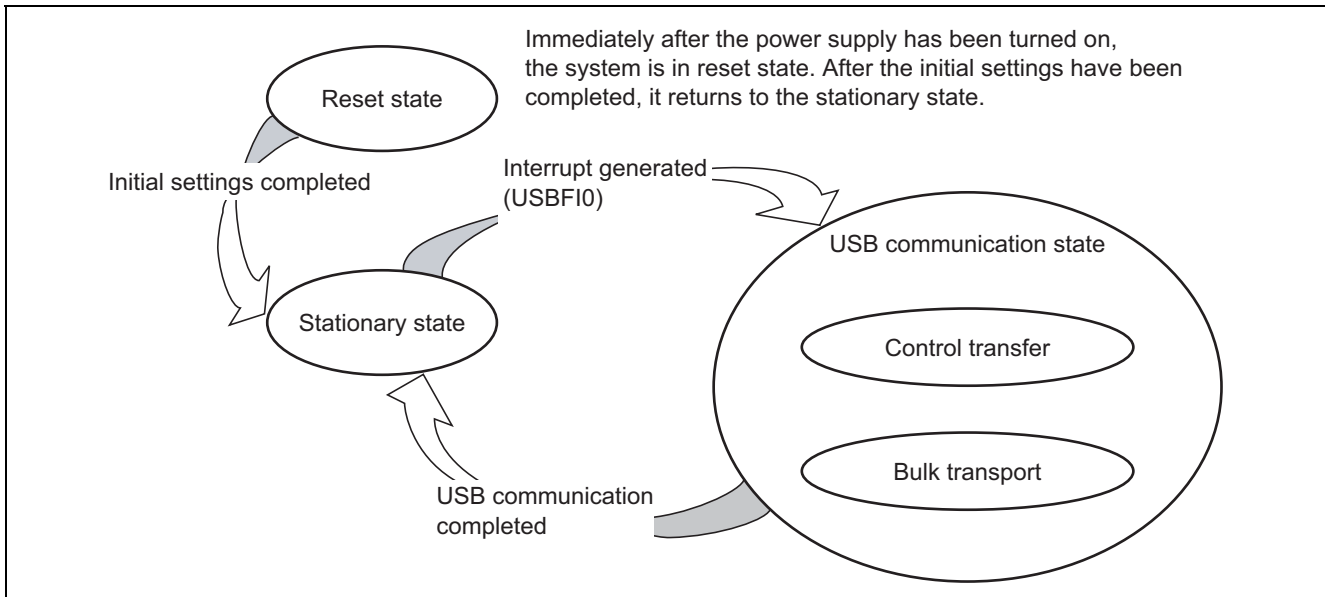 Immediately after the power supply has been turned on,
the system is in reset state. After the initial settings have been
completed, it returns to the stationary state.
Reset state
Initial settings completed
Interrupt generated
(USBFI0)
USB communication state
Stationary state
Control transfer
Bulk transport
USB communication
completed